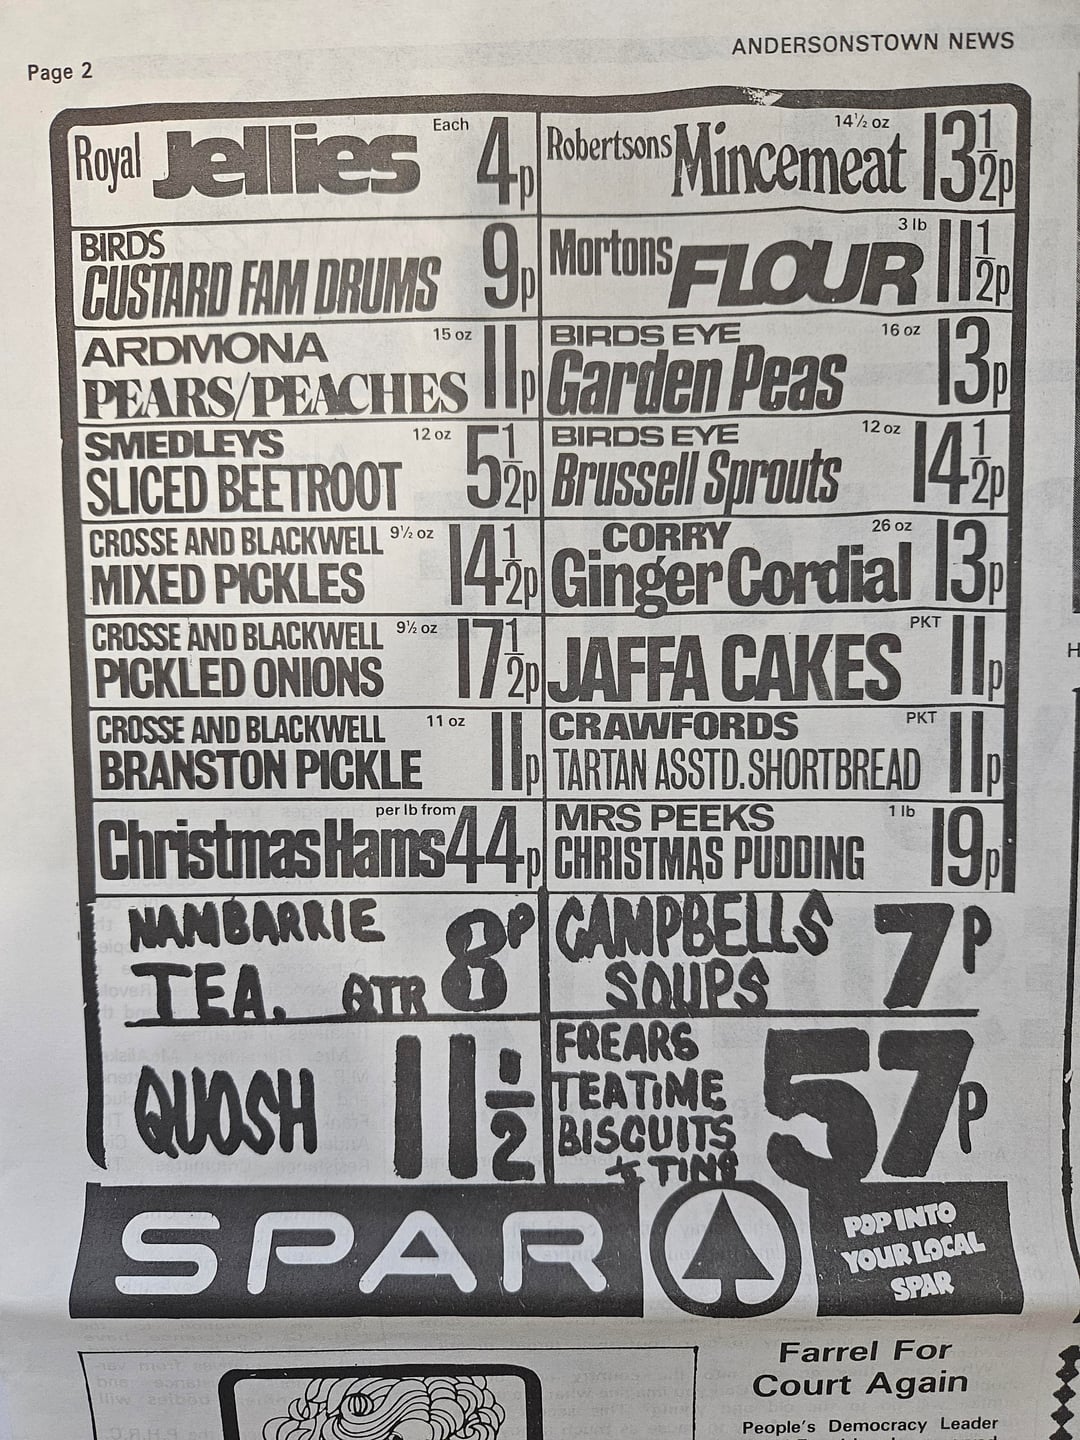 Page 2
ANDERSONSTOWN NEWS
Royal Jellies Each 4p
Robertsons Mincemeat 14½ oz 13½p
BIRDS
CUSTARD FAM DRUMS 9p
Mortons FLOUR 3 lb 11½p
ARDMONA 15 oz
PEARS/PEACHES 11p
BIRDS EYE 16 oz
Garden Peas 13p
SMEDLEYS 12 oz
SLICED BEETROOT 5½p
BIRDS EYE 12 oz
Brussell Sprouts 14½p
CROSSE AND BLACKWELL 9½ oz
MIXED PICKLES 14½p
CORRY 26 oz
Ginger Cordial 13p
CROSSE AND BLACKWELL 9½ oz
PICKLED ONIONS 17½p
JAFFA CAKES PKT 11p
CROSSE AND BLACKWELL 11 oz
BRANSTON PICKLE 11p
CRAWFORDS PKT
TARTAN ASSTD. SHORTBREAD 11p
Christmas Hams per lb from 44p
MRS PEEKS 1 lb
CHRISTMAS PUDDING 19p
NAMBARRIE
TEA. QTR 8P
CAMPBELLS
SOUPS 7P
QUOSH 11½
FREARS
TEATIME
BISCUITS
TINS 57p
SPAR
POP INTO
YOUR LOCAL
SPAR
Farrel For
Court Again
People's Democracy Leader